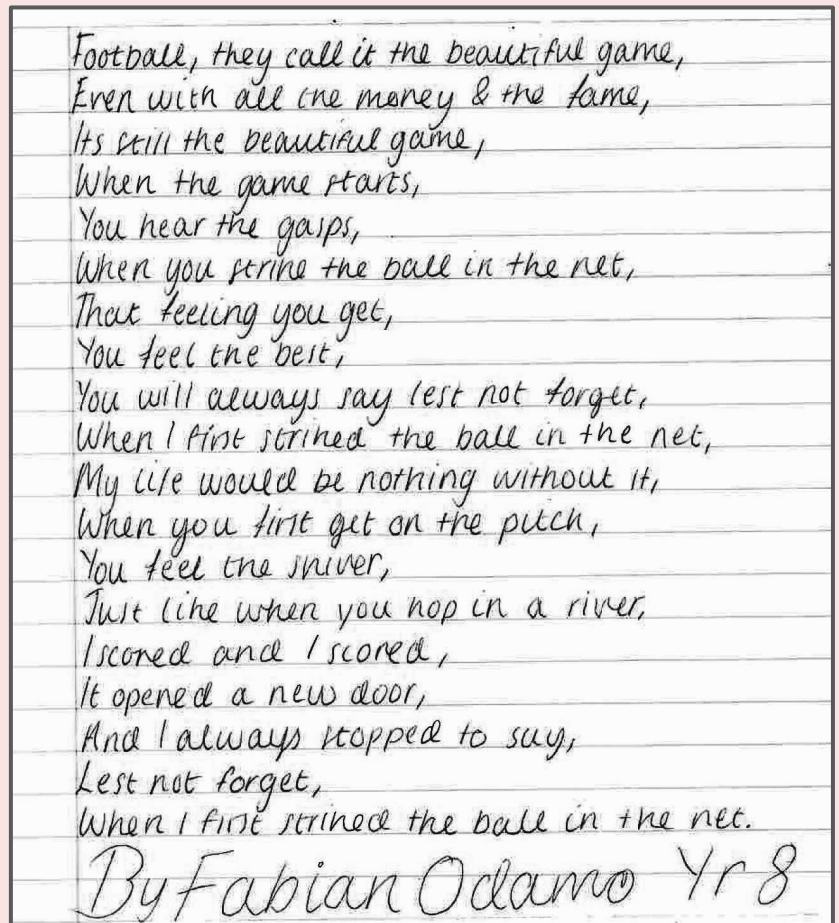 Football, they call it the beautiful game,
Even with all the money & the fame,
Its still the beautiful game,
When the game starts,
You hear the gasps,
When you strike the ball in the net,
That feeling you get,
You feel the best,
You will always say lest not forget,
When I first striked the ball in the net,
My life would be nothing without it,
When you first get on the pitch,
You feel the shiver,
Just like when you hop in a river,
I scored and I scored,
It opened a new door,
And I always stopped to say,
Lest not forget,
When I first striked the ball in the net.
By Fabian Odamo Yr 8